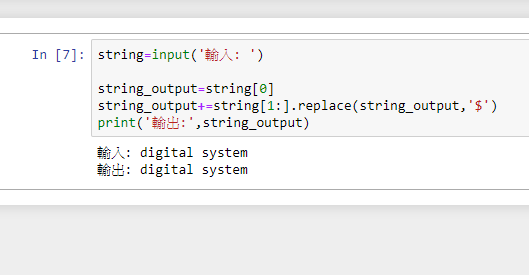 In [7]: string=input('輸入: ')
string_output=string[0]
string_output+=string[1:].replace(string_output,'$')
print('輸出:',string_output)
輸入: digital system
輸出: digital system